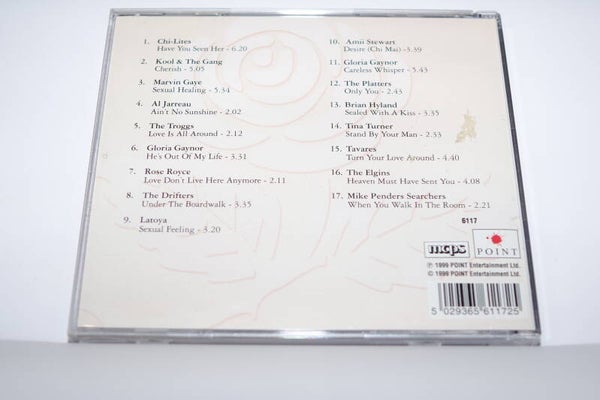 1. Chi-Lites
Have You Seen Her - 6.20
2. Kool & The Gang
Cherish - 5.05
3. Marvin Gaye
Sexual Healing - 5.34
4. Al Jarreau
Ain't No Sunshine - 2.02
5. The Troggs
Love Is All Around - 2.12
6. Gloria Gaynor
He's Out Of My Life - 3.31
7. Rose Royce
Love Don't Live Here Anymore - 2.11
8. The Drifters
Under The Boardwalk - 3.35
9. Latoya
Sexual Feeling - 3.20
10. Amii Stewart
Desire (Chi Mai) - 3.39
11. Gloria Gaynor
Careless Whisper - 5.43
12. The Platters
Only You - 2.43
13. Brian Hyland
Sealed With A Kiss - 3.35
14. Tina Turner
Stand By Your Man - 2.33
15. Tavares
Turn Your Love Around - 4.40
16. The Elgins
Heaven Must Have Sent You - 4.08
17. Mike Penders Searchers
When You Walk In The Room - 2.21
6117
mcps
POINT
℗ 1999 POINT Entertainment Ltd.
© 1999 POINT Entertainment Ltd.
5 029365 611725